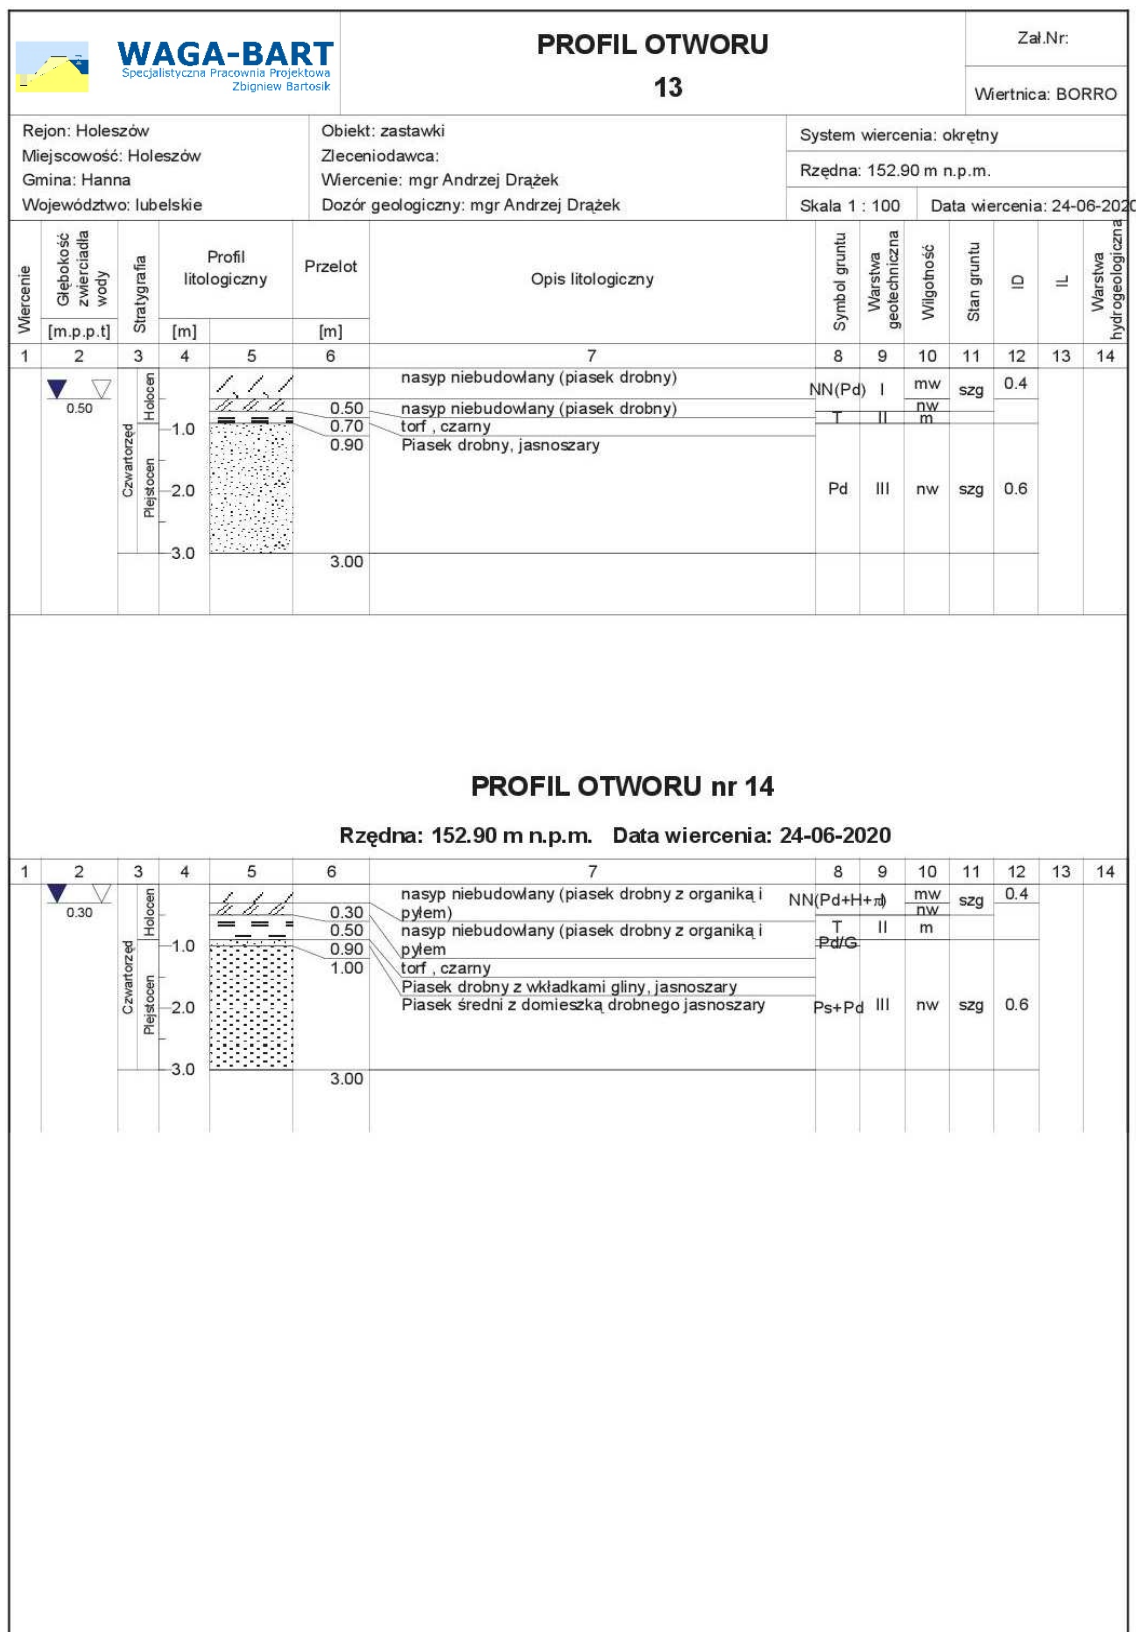 WAGA-BART
Specjalistyczna Pracownia Projektowa
Zbigniew Bartosik
PROFIL OTWORU
13
Zał.Nr:
Wiertnica: BORRO
Rejon: Holeszów
Miejscowość: Holeszów
Gmina: Hanna
Województwo: lubelskie
Obiekt: zastawki
Zleceniodawca:
Wiercenie: mgr Andrzej Drążek
Dozór geologiczny: mgr Andrzej Drążek
System wiercenia: okrętny
Rzędna: 152.90 m n.p.m.
Skala 1 : 100 Data wiercenia: 24-06-2020
Wiercenie
Głębokość
zwierciadła
wody
[m.p.p.t]
Stratygrafia
Profil
litologiczny
[m]
Przelot
[m]
Opis litologiczny
Symbol gruntu
Warstwa
geotechniczna
Wilgotność
Stan gruntu
ID
IL
Warstwa
hydrogeologiczna
1 2 3 4 5 6 7 8 9 10 11 12 13 14
0.50
Czwartorzęd
Holocen
Plejstocen
1.0
2.0
3.0
0.50
0.70
0.90
3.00
nasyp niebudowlany (piasek drobny)
nasyp niebudowlany (piasek drobny)
torf , czarny
Piasek drobny, jasnoszary
NN(Pd) I mw szg 0.4
nw
T II m
Pd III nw szg 0.6
PROFIL OTWORU nr 14
Rzędna: 152.90 m n.p.m. Data wiercenia: 24-06-2020
1 2 3 4 5 6 7 8 9 10 11 12 13 14
0.30
Czwartorzęd
Holocen
Plejstocen
1.0
2.0
3.0
0.30
0.50
0.90
1.00
3.00
nasyp niebudowlany (piasek drobny z organiką i
pyłem)
nasyp niebudowlany (piasek drobny z organiką i
pyłem
torf , czarny
Piasek drobny z wkładkami gliny, jasnoszary
Piasek średni z domieszką drobnego jasnoszary
NN(Pd+H+π) I mw szg 0.4
nw
T II m
Pd/G
Ps+Pd III nw szg 0.6